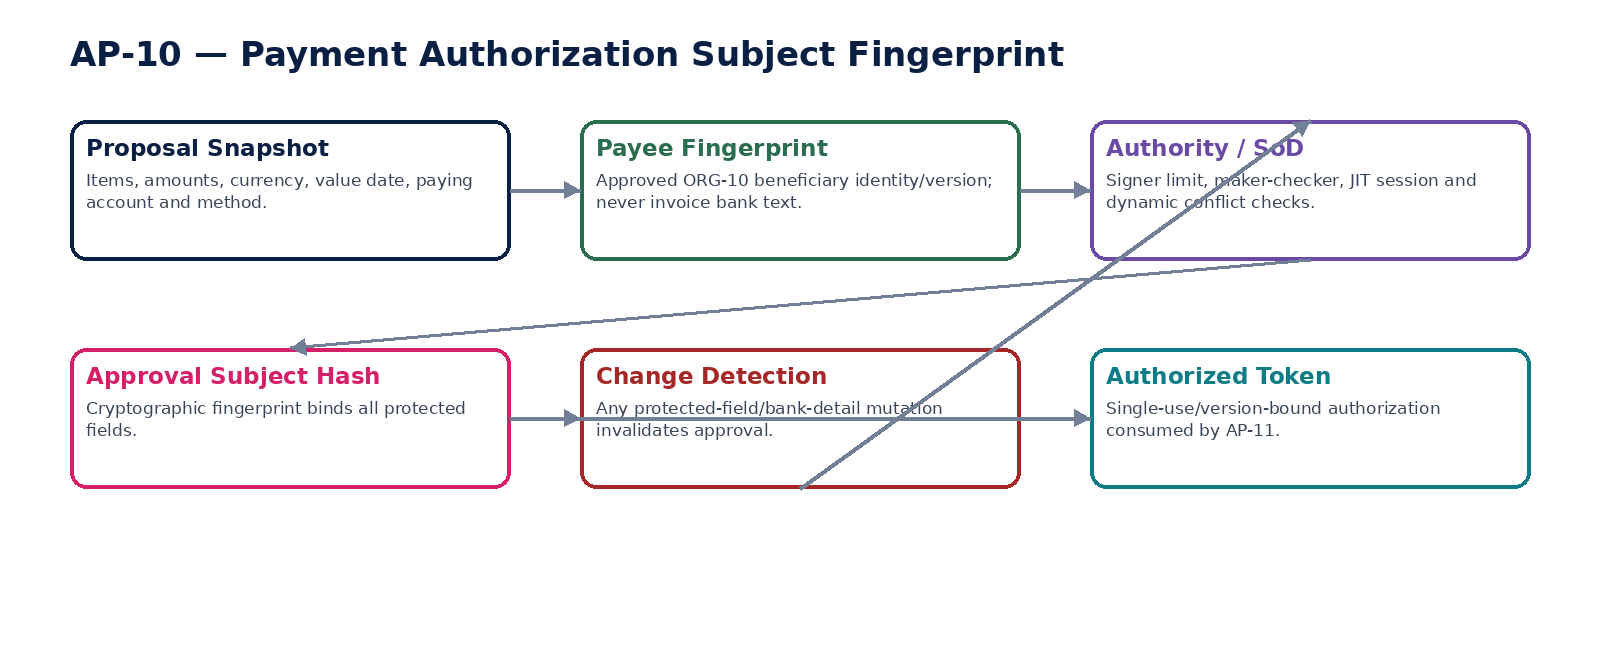 AP-10 — Payment Authorization Subject Fingerprint
Proposal Snapshot
Items, amounts, currency, value date, paying
account and method.
Payee Fingerprint
Approved ORG-10 beneficiary identity/version;
never invoice bank text.
Authority / SoD
Signer limit, maker-checker, JIT session and
dynamic conflict checks.
Approval Subject Hash
Cryptographic fingerprint binds all protected
fields.
Change Detection
Any protected-field/bank-detail mutation
invalidates approval.
Authorized Token
Single-use/version-bound authorization
consumed by AP-11.